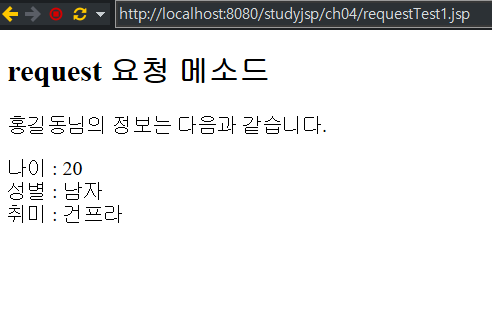 http://localhost:8080/studyjsp/ch04/requestTest1.jsp
request 요청 메소드
홍길동님의 정보는 다음과 같습니다.
나이 : 20
성별 : 남자
취미 : 건프라